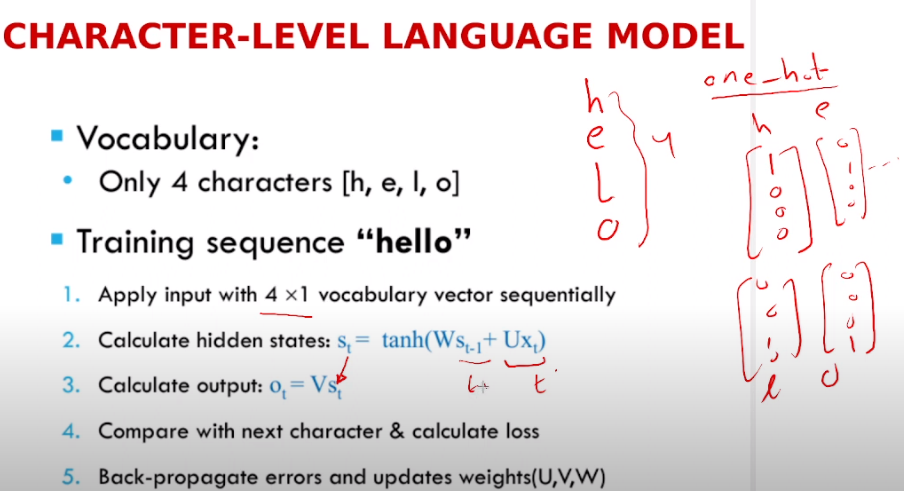 CHARACTER-LEVEL LANGUAGE MODEL
one-hot
h
e
l
o
4
h
e
1
0
0
0
0
1
0
0
Vocabulary:
Only 4 characters [h, e, l, o]
Training sequence “hello”
1. Apply input with 4 ×1 vocabulary vector sequentially
2. Calculate hidden states: sₜ = tanh(Wsₜ₋₁+ Uxₜ)
3. Calculate output: oₜ = Vsₜ
t
0
0
1
0
0
0
0
1
l
o
4. Compare with next character & calculate loss
5. Back-propagate errors and updates weights(U,V,W)